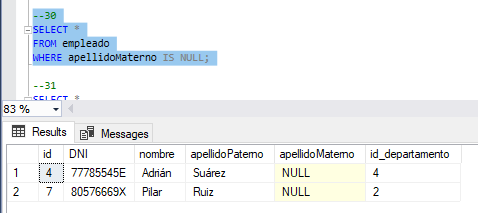 --30
SELECT *
FROM empleado
WHERE apellidoMaterno IS NULL;
--31
83 %
Results Messages
id DNI nombre apellidoPaterno apellidoMaterno id_departamento
1 4 77785545E Adrián Suárez NULL 4
2 7 80576669X Pilar Ruiz NULL 2